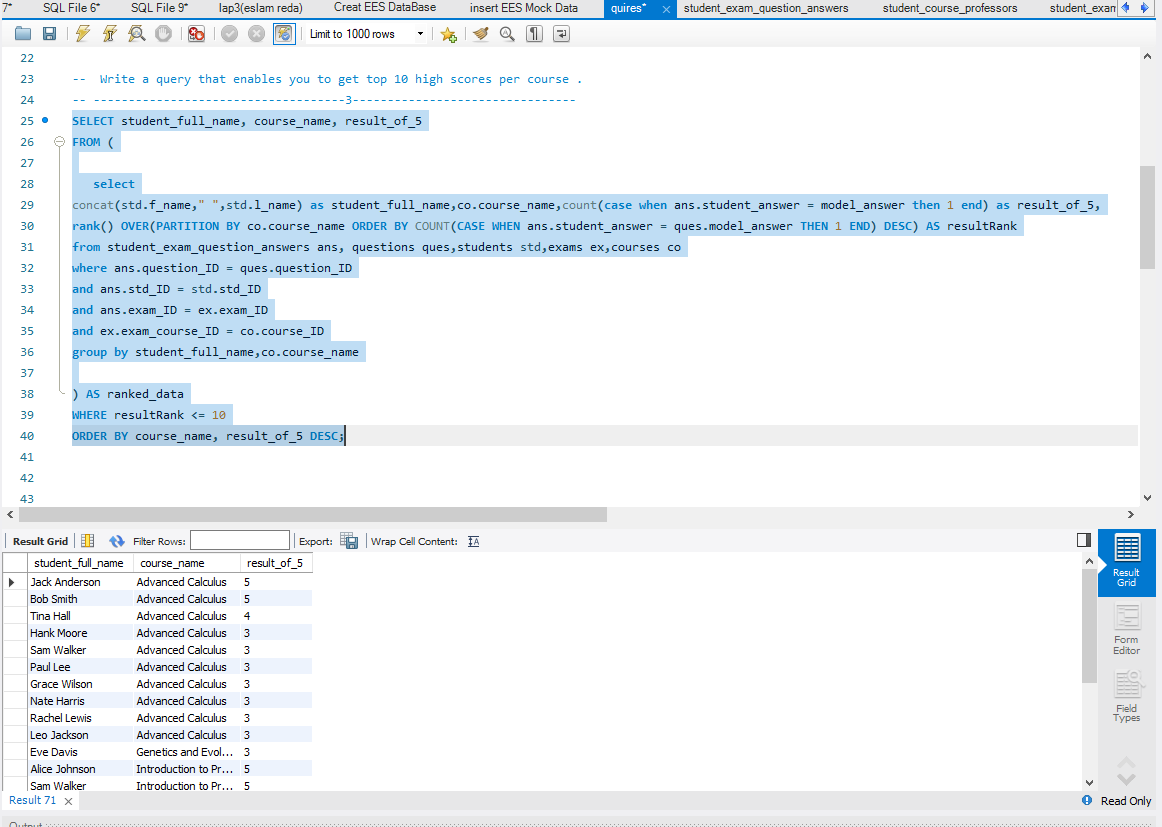 7* SQL File 6* SQL File 9* lap3(eslam reda) Creat EES DataBase insert EES Mock Data quires* student_exam_question_answers student_course_professors student_exam
Limit to 1000 rows
22
23 -- Write a query that enables you to get top 10 high scores per course .
24 -- ------------------------------------3--------------------------------
25 SELECT student_full_name, course_name, result_of_5
26 FROM (
27
28 select
29 concat(std.f_name," ",std.l_name) as student_full_name,co.course_name,count(case when ans.student_answer = model_answer then 1 end) as result_of_5,
30 rank() OVER(PARTITION BY co.course_name ORDER BY COUNT(CASE WHEN ans.student_answer = ques.model_answer THEN 1 END) DESC) AS resultRank
31 from student_exam_question_answers ans, questions ques,students std,exams ex,courses co
32 where ans.question_ID = ques.question_ID
33 and ans.std_ID = std.std_ID
34 and ans.exam_ID = ex.exam_ID
35 and ex.exam_course_ID = co.course_ID
36 group by student_full_name,co.course_name
37
38 ) AS ranked_data
39 WHERE resultRank <= 10
40 ORDER BY course_name, result_of_5 DESC;
41
42
43
Result Grid Filter Rows: Export: Wrap Cell Content:
student_full_name course_name result_of_5
Jack Anderson Advanced Calculus 5
Bob Smith Advanced Calculus 5
Tina Hall Advanced Calculus 4
Hank Moore Advanced Calculus 3
Sam Walker Advanced Calculus 3
Paul Lee Advanced Calculus 3
Grace Wilson Advanced Calculus 3
Nate Harris Advanced Calculus 3
Rachel Lewis Advanced Calculus 3
Leo Jackson Advanced Calculus 3
Eve Davis Genetics and Evol... 3
Alice Johnson Introduction to Pr... 5
Sam Walker Introduction to Pr... 5
Result Grid
Form Editor
Field Types
Result 71
Read Only
Output